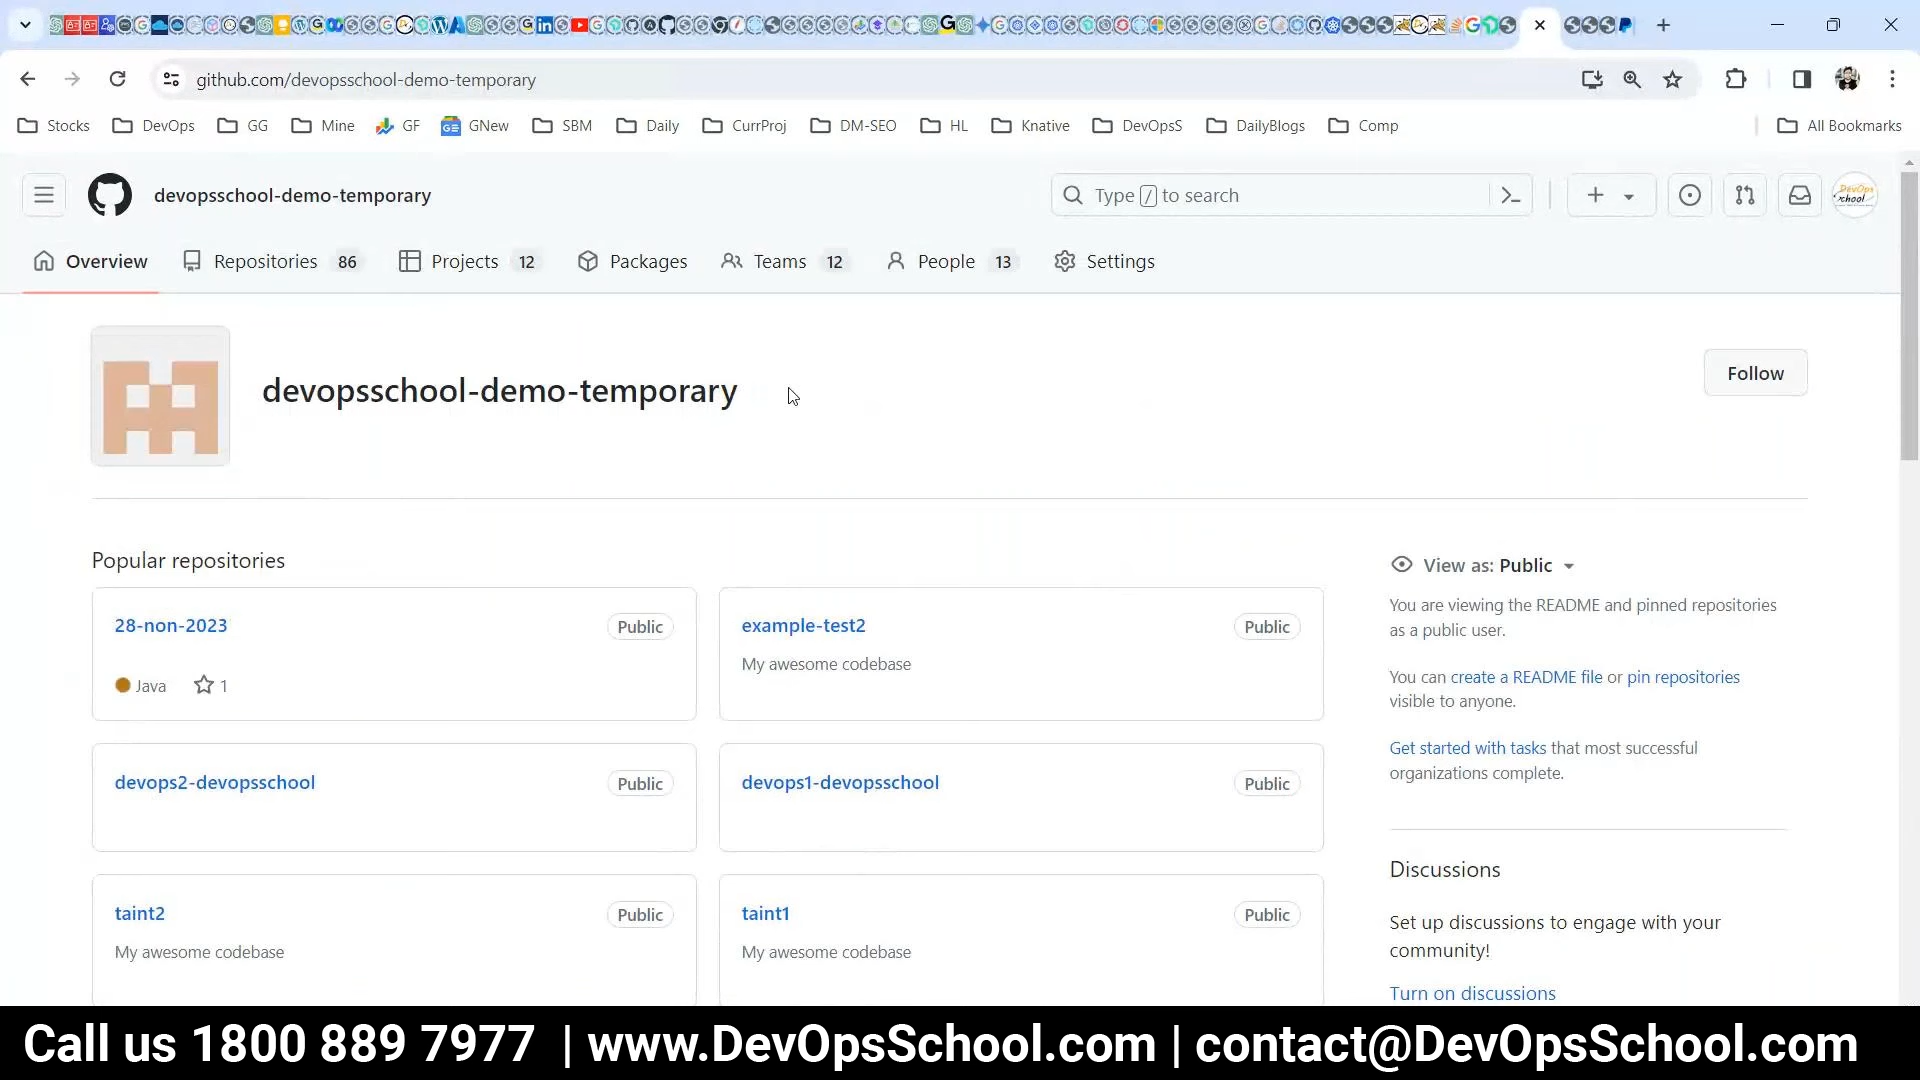 github.com/devopsschool-demo-temporary
Stocks DevOps GG Mine GF GNew SBM Daily CurrProj DM-SEO HL Knative DevOpsS DailyBlogs Comp All Bookmarks
devopsschool-demo-temporary
Type / to search
DevOps
School
Overview Repositories 86 Projects 12 Packages Teams 12 People 13 Settings
devopsschool-demo-temporary
Follow
Popular repositories
28-non-2023 Public
Java 1
example-test2 Public
My awesome codebase
devops2-devopsschool Public
devops1-devopsschool Public
taint2 Public
My awesome codebase
taint1 Public
My awesome codebase
View as: Public
You are viewing the README and pinned repositories
as a public user.
You can create a README file or pin repositories
visible to anyone.
Get started with tasks that most successful
organizations complete.
Discussions
Set up discussions to engage with your
community!
Turn on discussions
Call us 1800 889 7977 | www.DevOpsSchool.com | contact@DevOpsSchool.com